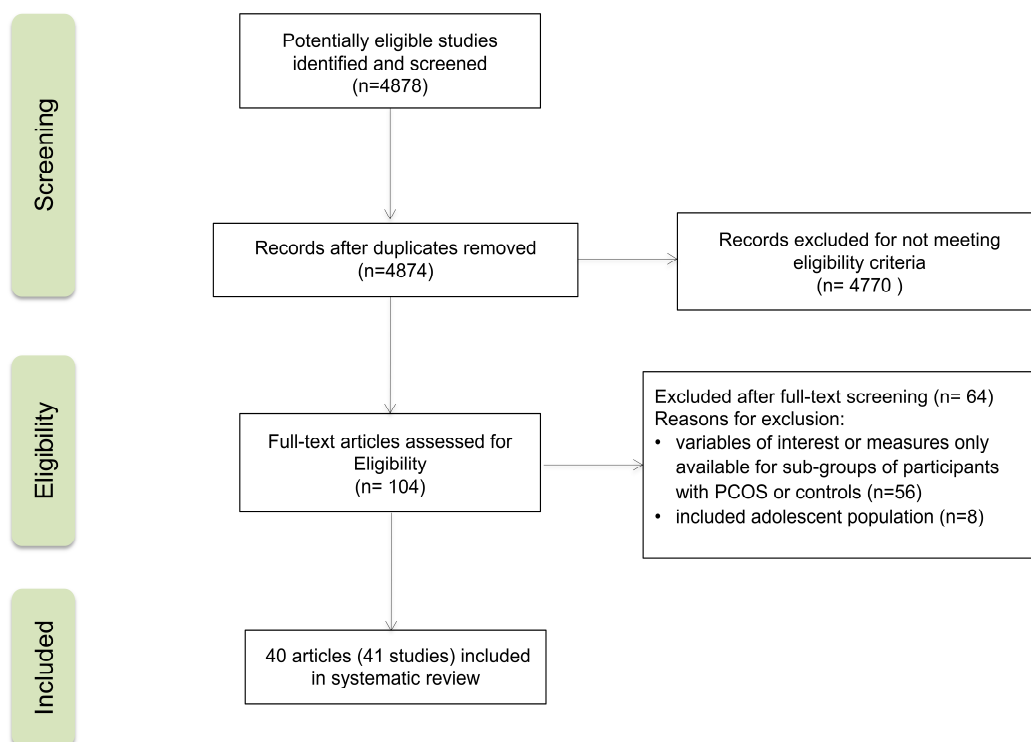 Screening
Potentially eligible studies
identified and screened
(n=4878)
Records after duplicates removed
(n=4874)
Records excluded for not meeting
eligibility criteria
(n= 4770 )
Eligibility
Full-text articles assessed for
Eligibility
(n= 104)
Excluded after full-text screening (n= 64)
Reasons for exclusion:
• variables of interest or measures only
available for sub-groups of participants
with PCOS or controls (n=56)
• included adolescent population (n=8)
Included
40 articles (41 studies) included
in systematic review